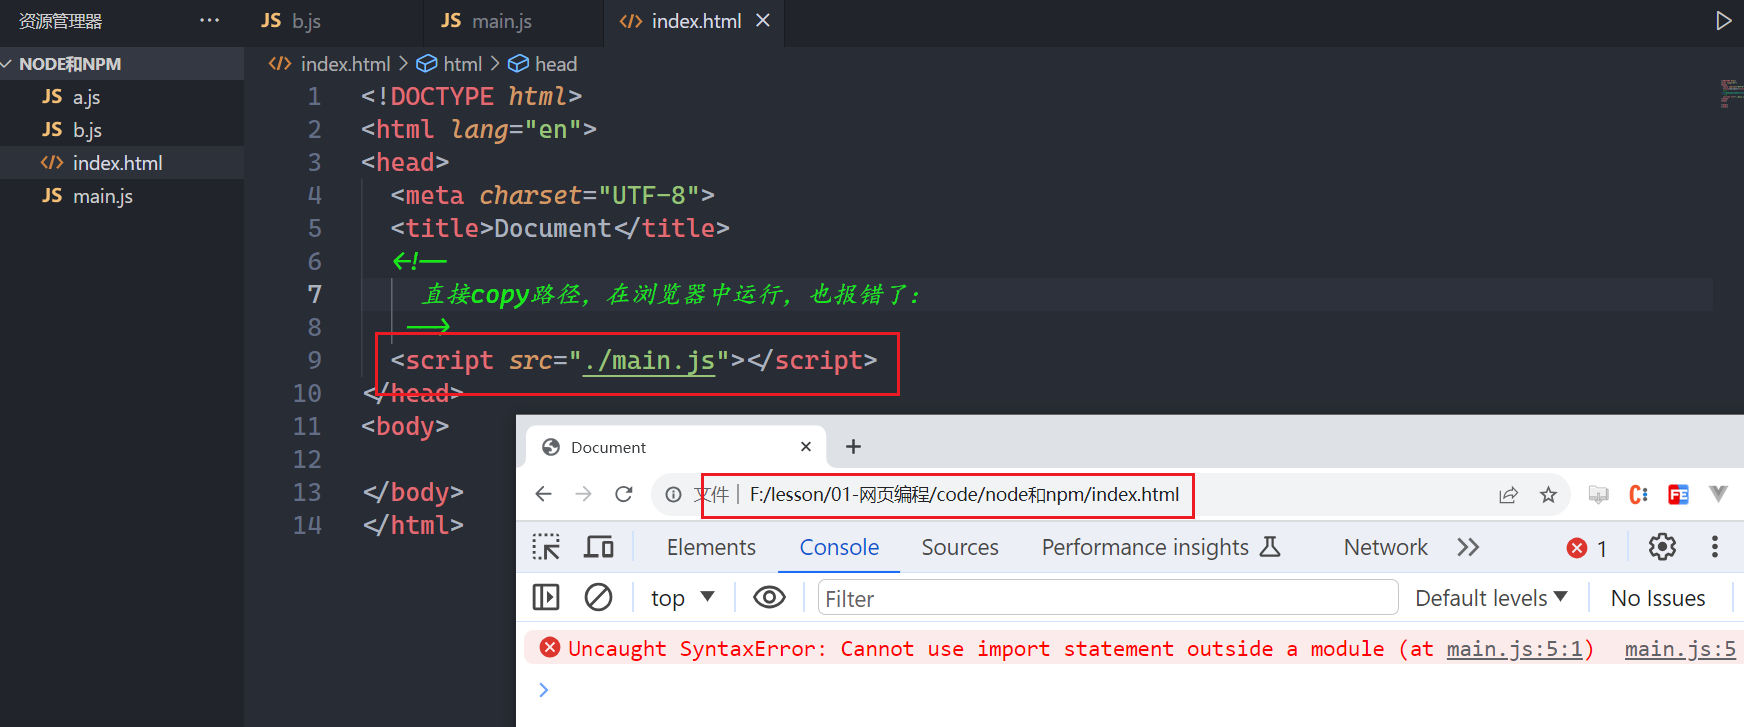 资源管理器 ···
JS b.js
JS main.js
</> index.html ×
NODE和NPM
JS a.js
JS b.js
</> index.html
JS main.js
</> index.html > html > head
1 <!DOCTYPE html>
2 <html lang="en">
3 <head>
4 <meta charset="UTF-8">
5 <title>Document</title>
6 <!--
7 直接copy路径，在浏览器中运行，也报错了：
8 -->
9 <script src="./main.js"></script>
10 </head>
11 <body>
12
13 </body>
14 </html>
Document × +
文件 | F:/lesson/01-网页编程/code/node和npm/index.html
C FE
Elements Console Sources Performance insights Network >> 1
top Filter Default levels No Issues
Uncaught SyntaxError: Cannot use import statement outside a module (at main.js:5:1) main.js:5
>